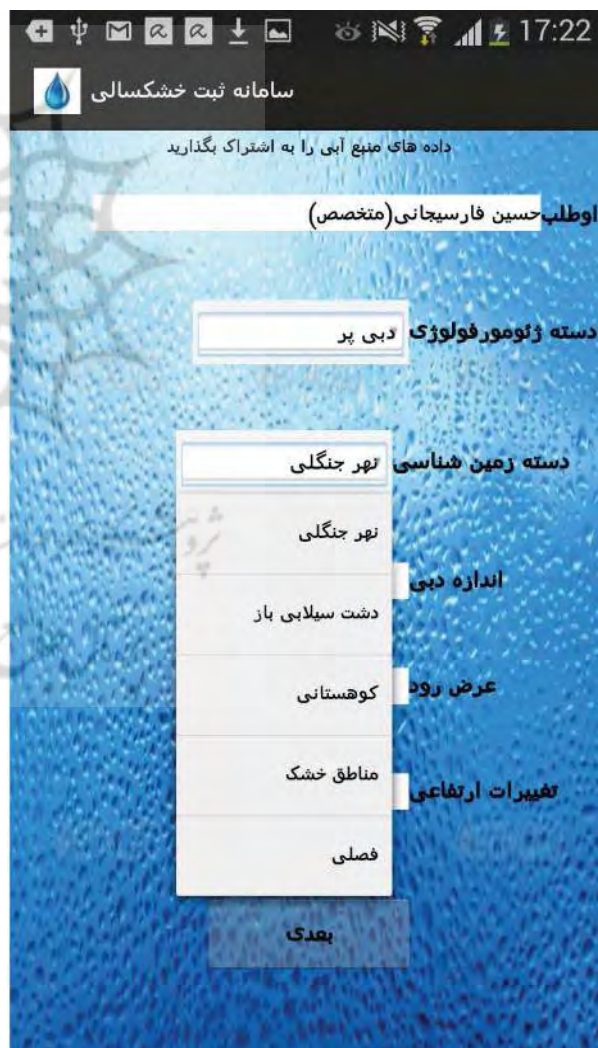 17:22
سامانه ثبت خشکسالی
داده های منبع آبی را به اشتراک بگذارید
اوطلب حسین فارسیجانی(متخصص)
دسته ژئومورفولوژی دبی پر
دسته زمین شناسی نهر جنگلی
نهر جنگلی
اندازه دبی
دشت سیلابی باز
عرض رود
کوهستانی
مناطق خشک
تغییرات ارتفاعی
فصلی
بعدی